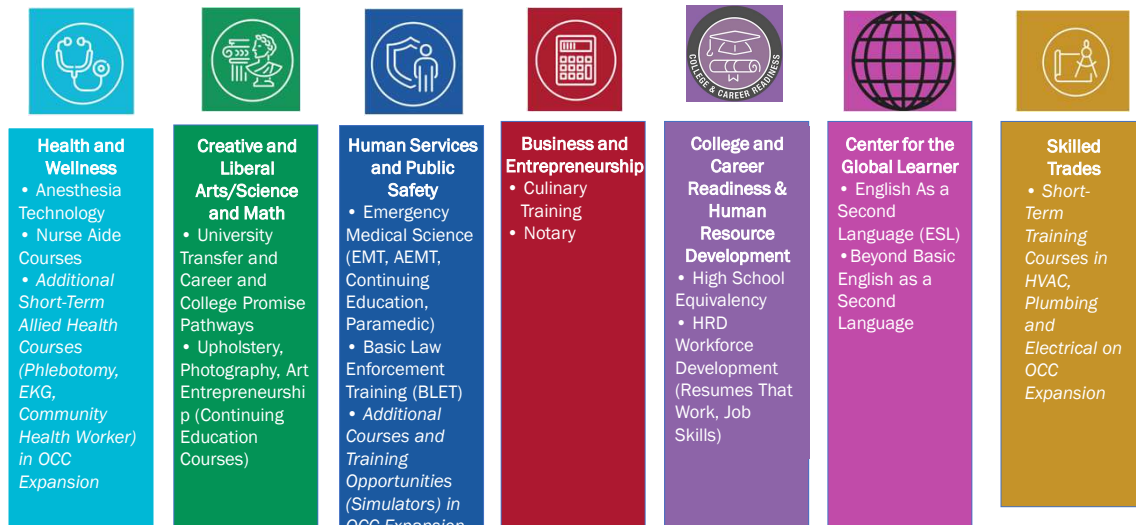 COLLEGE & CAREER READINESS
Health and
Wellness
• Anesthesia
Technology
• Nurse Aide
Courses
• Additional
Short-Term
Allied Health
Courses
(Phlebotomy,
EKG,
Community
Health Worker)
in OCC
Expansion
Creative and
Liberal
Arts/Science
and Math
• University
Transfer and
Career and
College Promise
Pathways
• Upholstery,
Photography, Art
Entrepreneurshi
p (Continuing
Education
Courses)
Human Services
and Public
Safety
• Emergency
Medical Science
(EMT, AEMT,
Continuing
Education,
Paramedic)
• Basic Law
Enforcement
Training (BLET)
• Additional
Courses and
Training
Opportunities
(Simulators) in
OCC Expansion
Business and
Entrepreneurship
• Culinary
Training
• Notary
College and
Career
Readiness &
Human
Resource
Development
• High School
Equivalency
• HRD
Workforce
Development
(Resumes That
Work, Job
Skills)
Center for the
Global Learner
• English As a
Second
Language (ESL)
•Beyond Basic
English as a
Second
Language
Skilled
Trades
• Short-
Term
Training
Courses in
HVAC,
Plumbing
and
Electrical on
OCC
Expansion